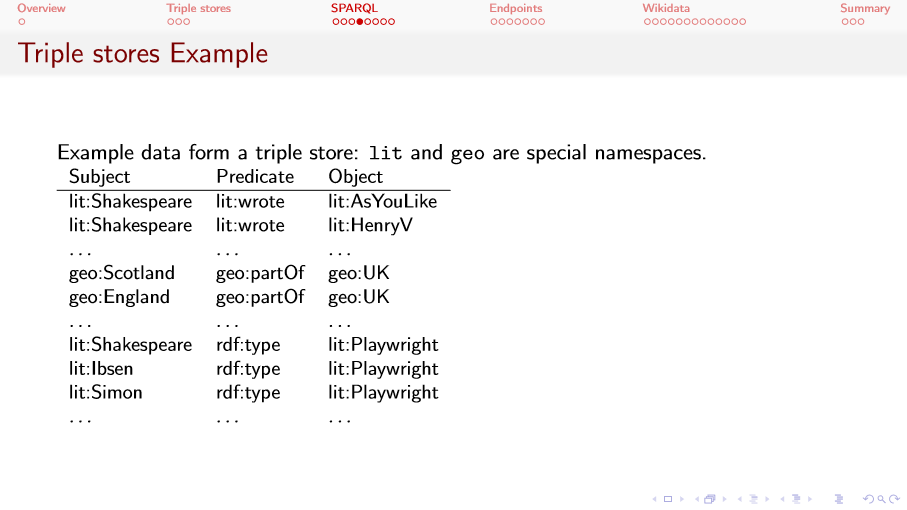 Overview Triple stores SPARQL Endpoints Wikidata Summary
Triple stores Example
Example data form a triple store: lit and geo are special namespaces.
Subject Predicate Object
lit:Shakespeare lit:wrote lit:AsYouLike
lit:Shakespeare lit:wrote lit:HenryV
... ... ...
geo:Scotland geo:partOf geo:UK
geo:England geo:partOf geo:UK
... ... ...
lit:Shakespeare rdf:type lit:Playwright
lit:Ibsen rdf:type lit:Playwright
lit:Simon rdf:type lit:Playwright
... ... ...